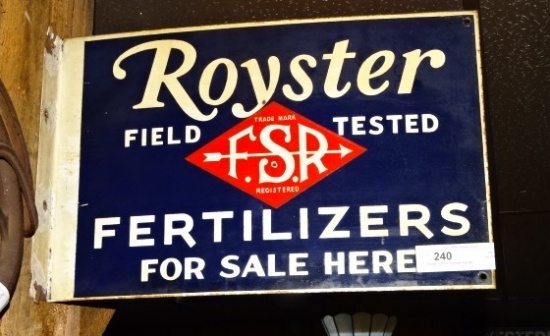 Royster
FIELD TESTED
TRADE MARK
F.S.R
REGISTERED
FERTILIZERS
FOR SALE HERE
240